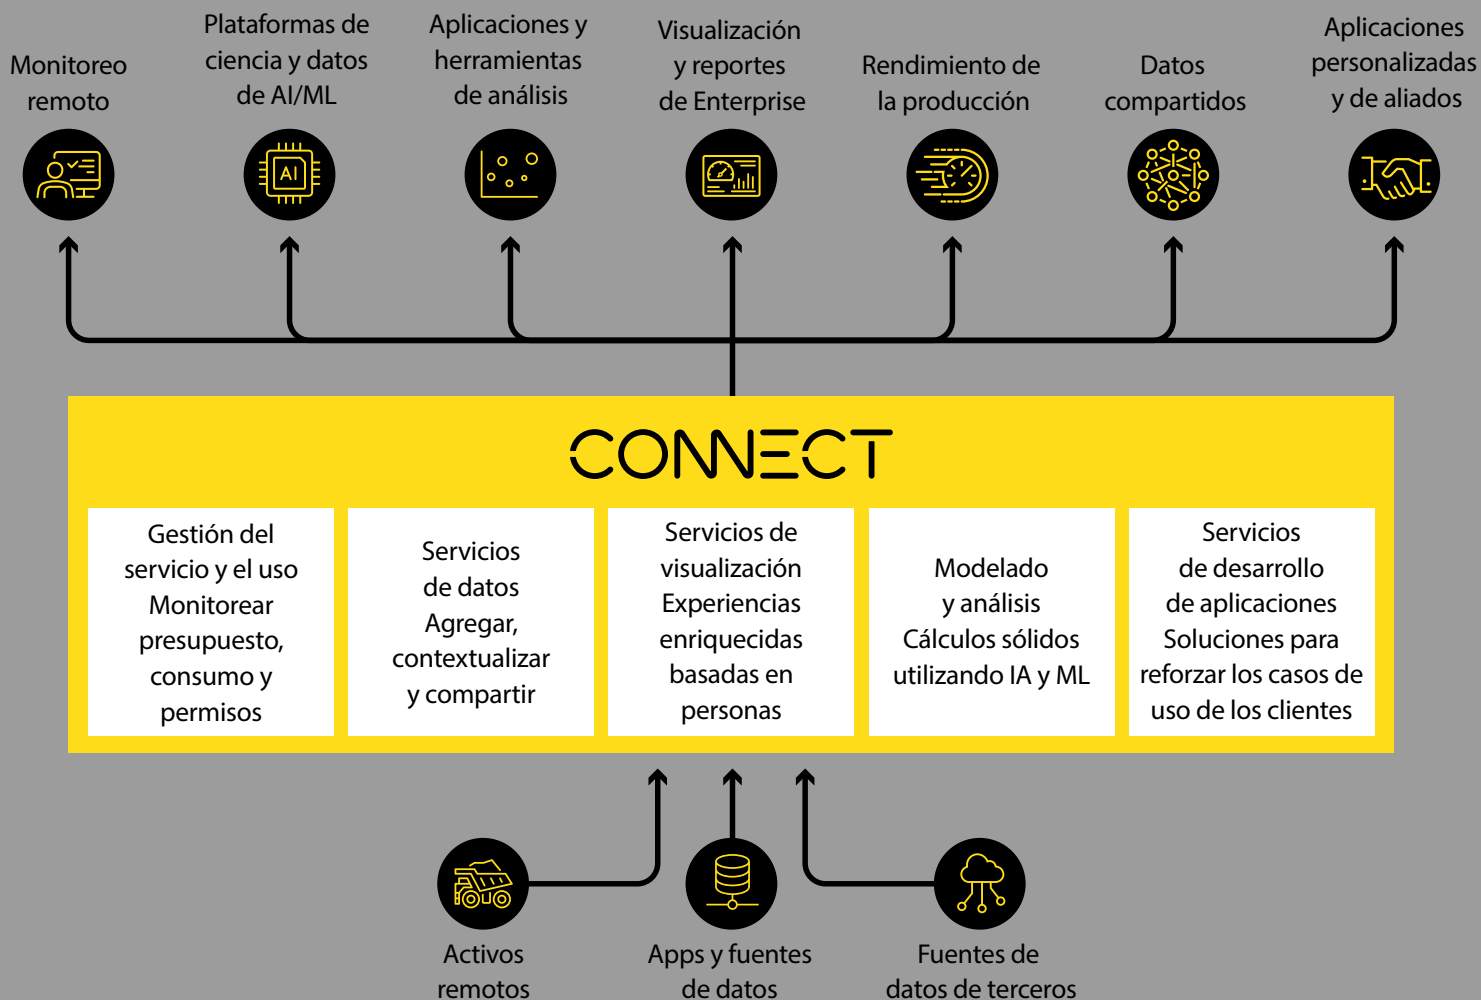 Monitoreo
remoto
Plataformas de
ciencia y datos
de AI/ML
Aplicaciones y
herramientas
de análisis
Visualización
y reportes
de Enterprise
Rendimiento de
la producción
Datos
compartidos
Aplicaciones
personalizadas
y de aliados
AI
CONNECT
Gestión del
servicio y el uso
Monitorear
presupuesto,
consumo y
permisos
Servicios
de datos
Agregar,
contextualizar
y compartir
Servicios de
visualización
Experiencias
enriquecidas
basadas en
personas
Modelado
y análisis
Cálculos sólidos
utilizando IA y ML
Servicios
de desarrollo
de aplicaciones
Soluciones para
reforzar los casos de
uso de los clientes
Activos
remotos
Apps y fuentes
de datos
Fuentes de
datos de terceros